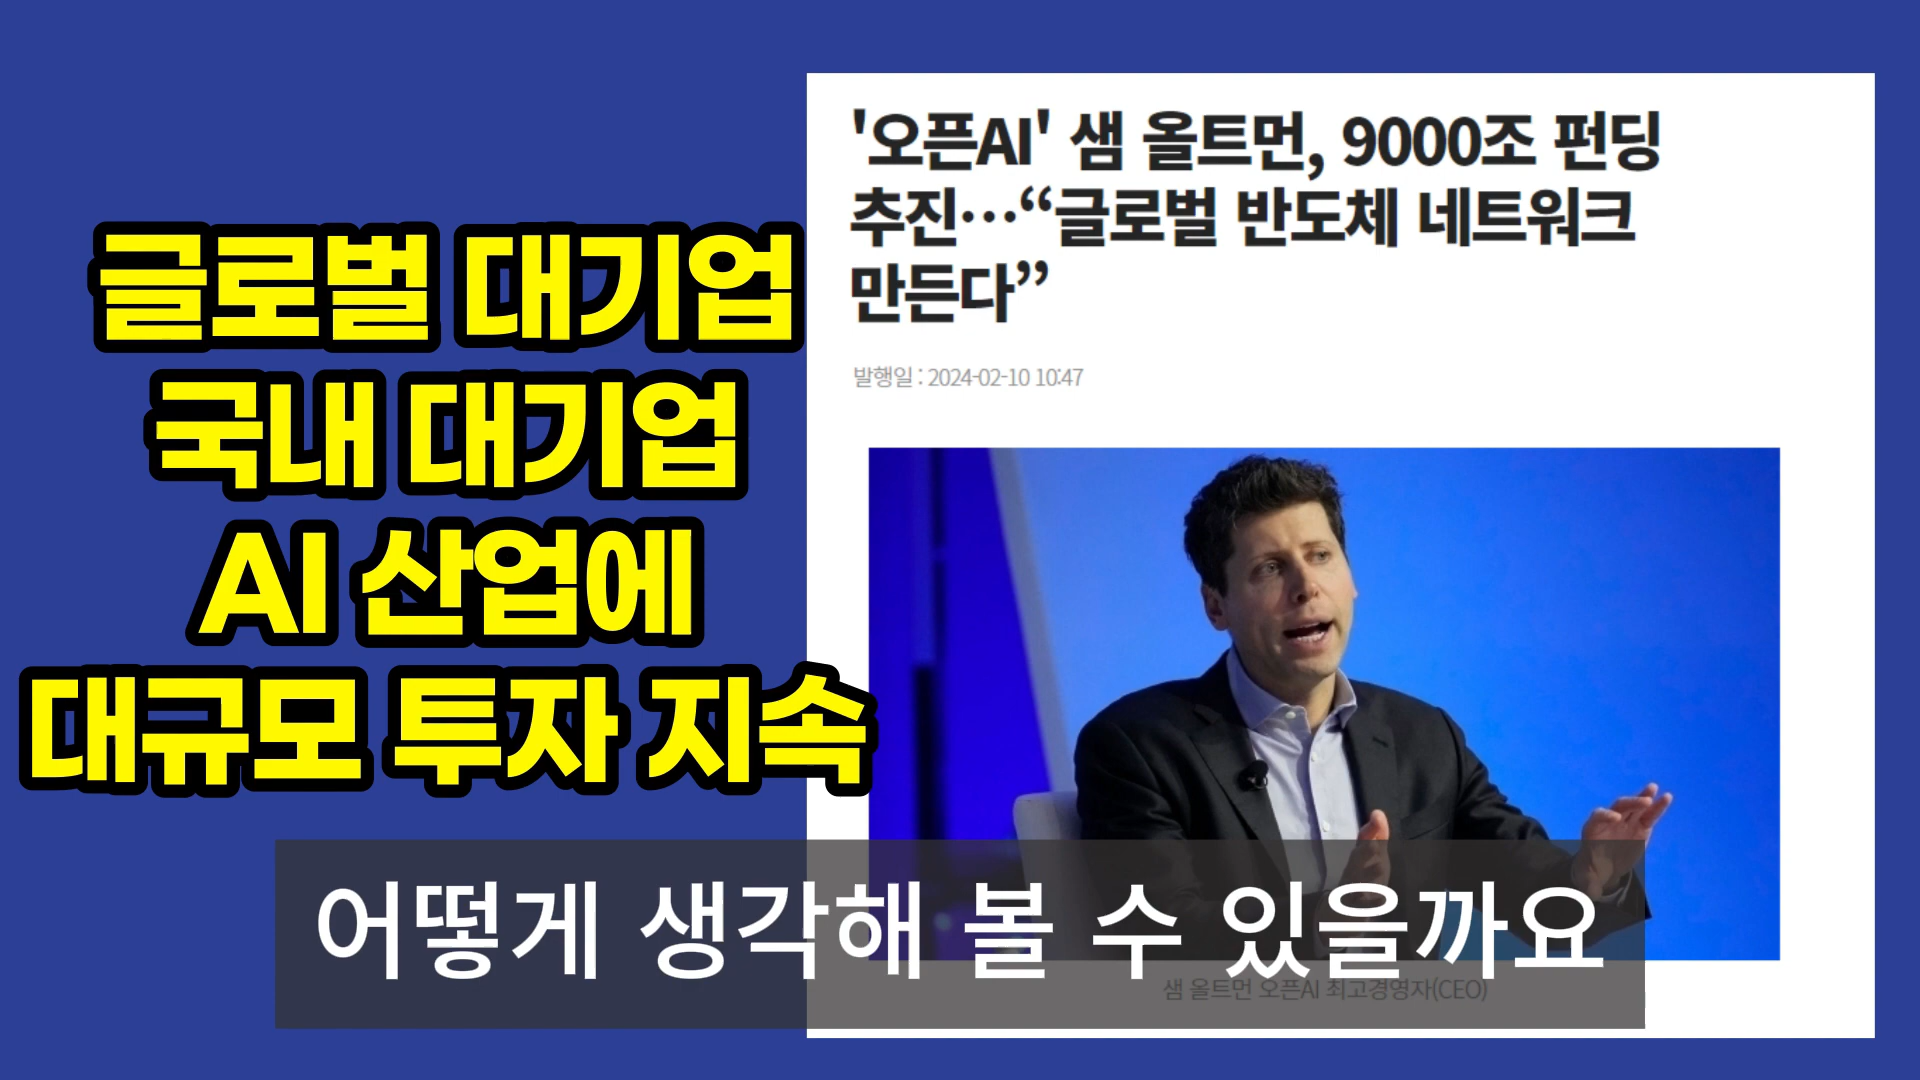 글로벌 대기업
국내 대기업
AI 산업에
대규모 투자 지속
'오픈AI' 샘 올트먼, 9000조 펀딩
추진…“글로벌 반도체 네트워크
만든다”
발행일 : 2024-02-10 10:47
샘 올트먼 오픈AI 최고경영자(CEO)
어떻게 생각해 볼 수 있을까요